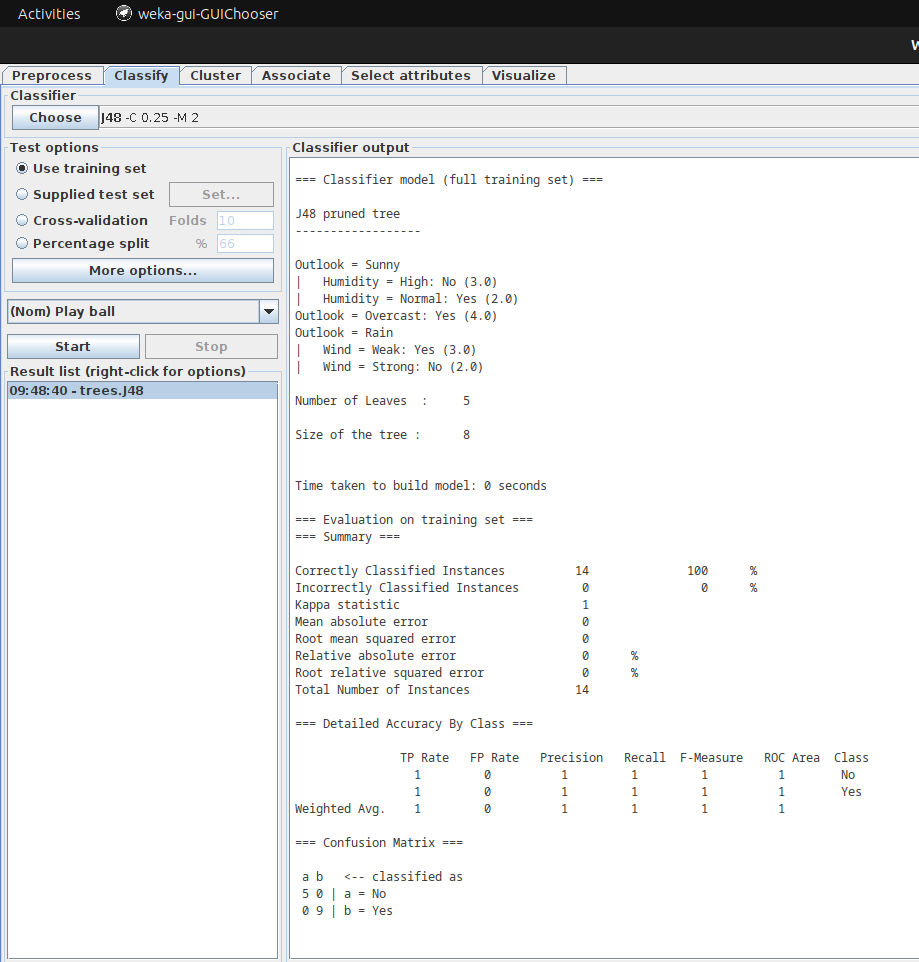 Activities weka-gui-GUIChooser
W
Preprocess Classify Cluster Associate Select attributes Visualize
Classifier
Choose J48 -C 0.25 -M 2
Test options
Use training set
Supplied test set Set...
Cross-validation Folds 10
Percentage split % 66
More options...
(Nom) Play ball
Start Stop
Result list (right-click for options)
09:48:40 - trees.J48
Classifier output
=== Classifier model (full training set) ===
J48 pruned tree
------------------
Outlook = Sunny
|   Humidity = High: No (3.0)
|   Humidity = Normal: Yes (2.0)
Outlook = Overcast: Yes (4.0)
Outlook = Rain
|   Wind = Weak: Yes (3.0)
|   Wind = Strong: No (2.0)
Number of Leaves  :     5
Size of the tree :      8
Time taken to build model: 0 seconds
=== Evaluation on training set ===
=== Summary ===
Correctly Classified Instances          14              100      %
Incorrectly Classified Instances         0                0      %
Kappa statistic                          1
Mean absolute error                      0
Root mean squared error                  0
Relative absolute error                  0      %
Root relative squared error              0      %
Total Number of Instances               14
=== Detailed Accuracy By Class ===
TP Rate   FP Rate   Precision   Recall  F-Measure   ROC Area  Class
1         0          1         1         1          1        No
1         0          1         1         1          1        Yes
Weighted Avg.    1         0          1         1         1          1
=== Confusion Matrix ===
a b   <-- classified as
5 0 | a = No
0 9 | b = Yes